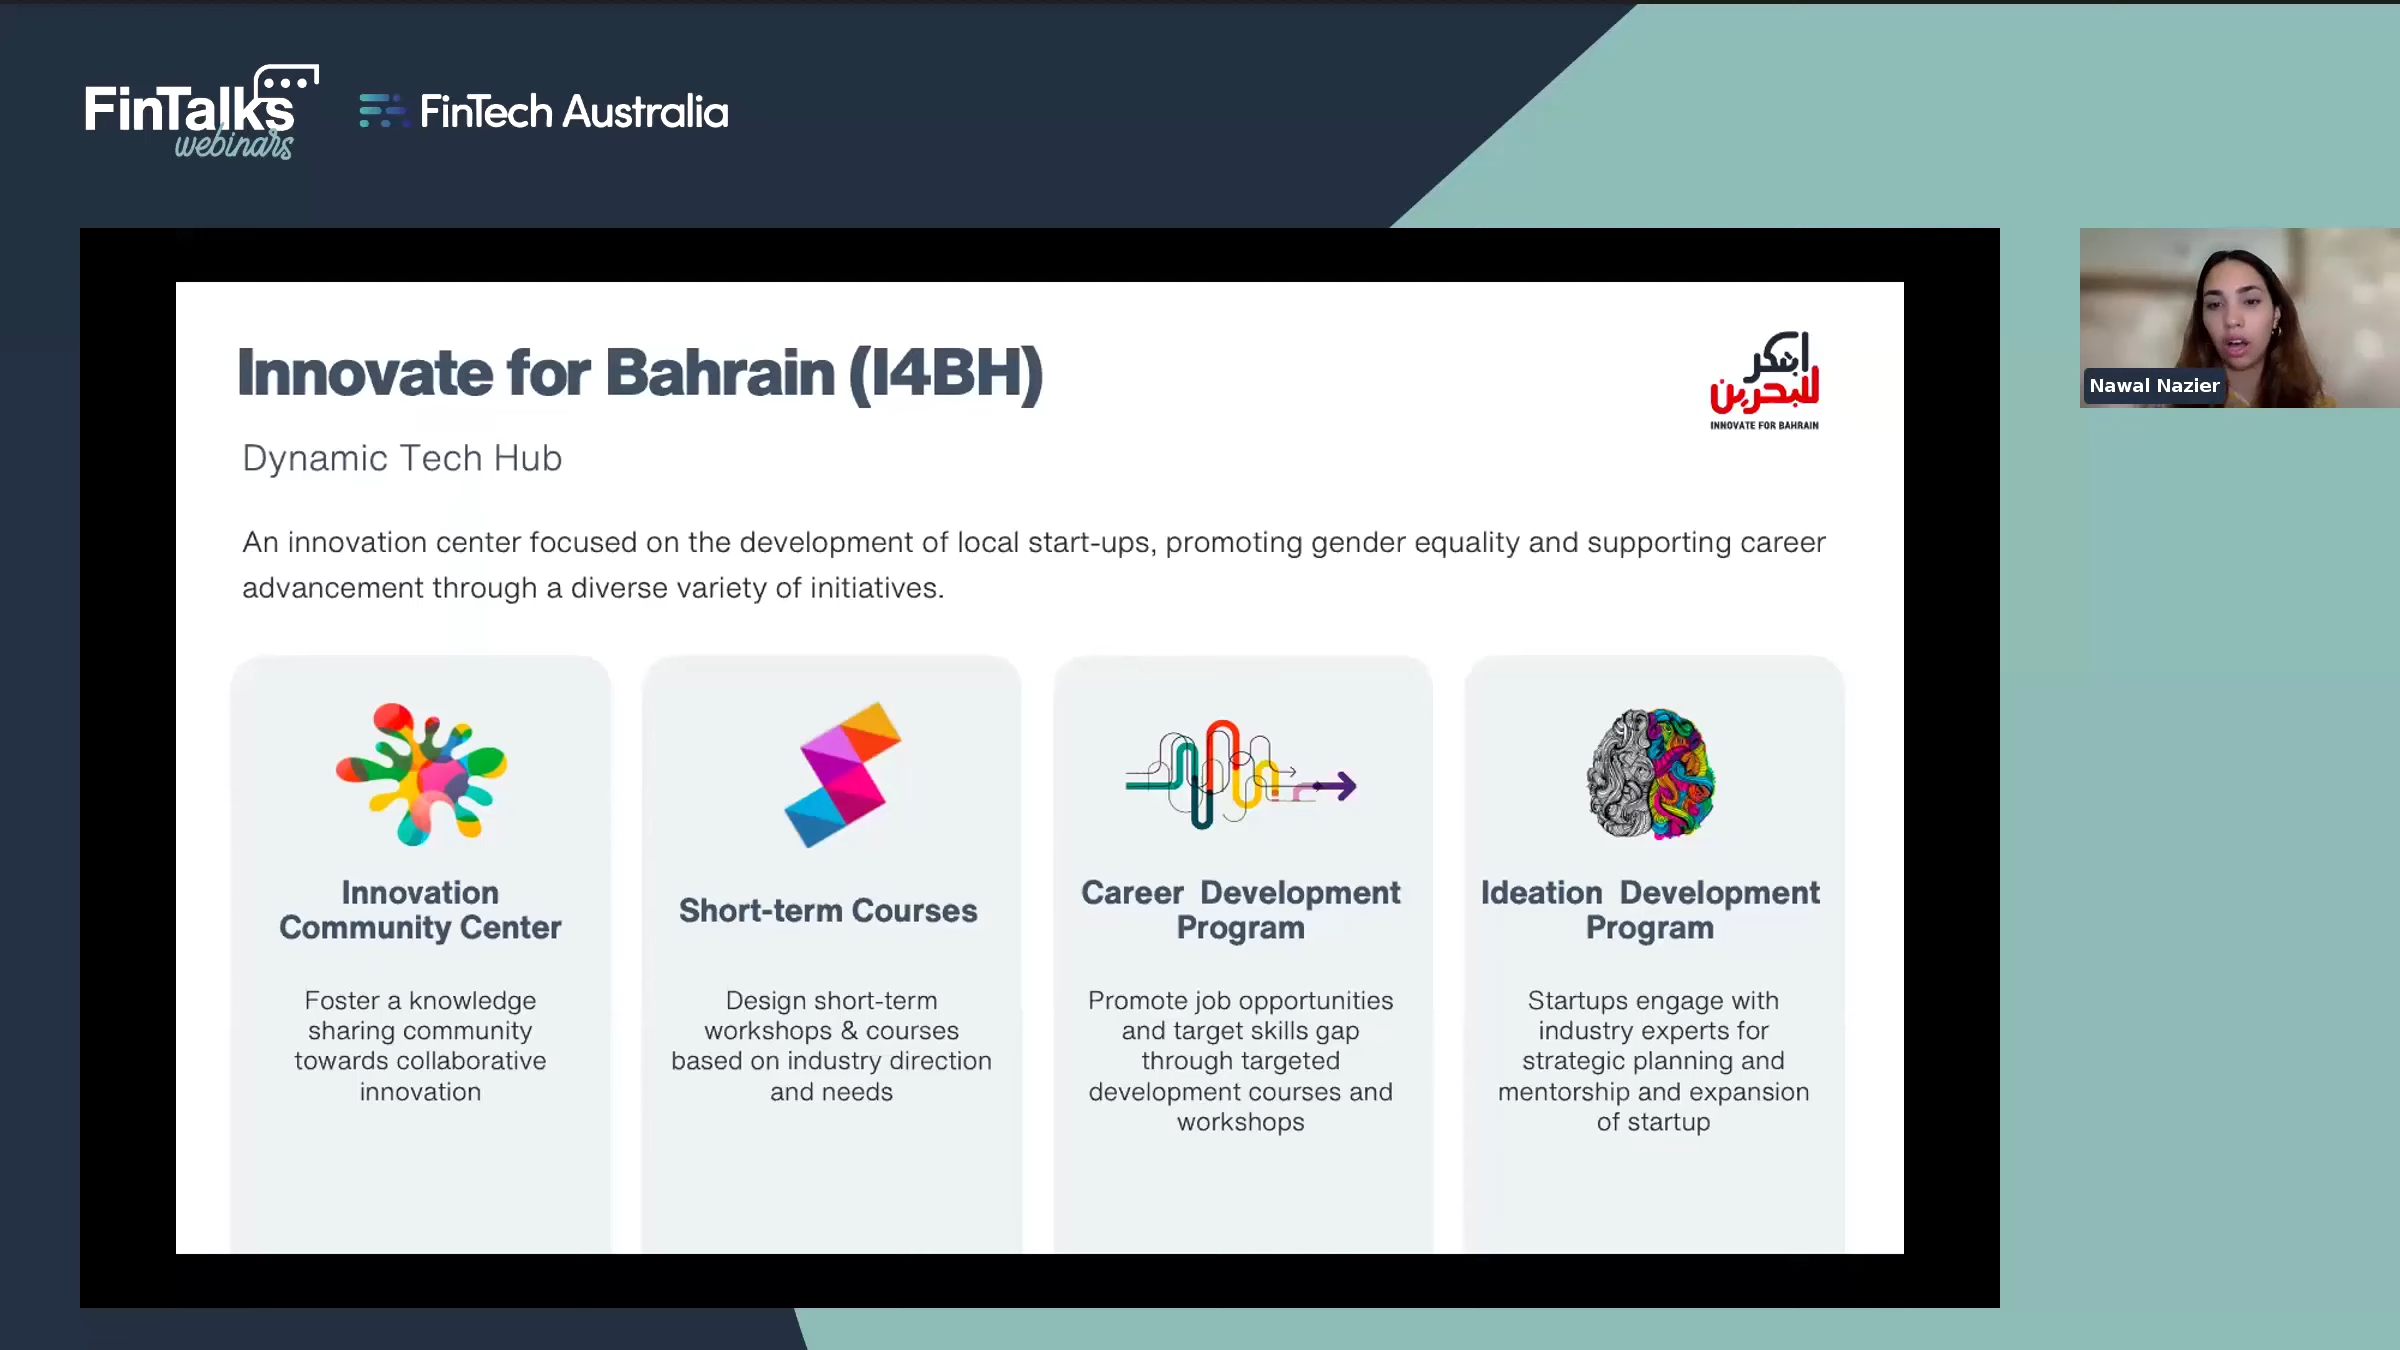 FinTalks
webinars
FinTech Australia
Innovate for Bahrain (I4BH)
ابتكر
للبحرين
INNOVATE FOR BAHRAIN
Dynamic Tech Hub
An innovation center focused on the development of local start-ups, promoting gender equality and supporting career
advancement through a diverse variety of initiatives.
Innovation
Community Center
Foster a knowledge
sharing community
towards collaborative
innovation
Short-term Courses
Design short-term
workshops & courses
based on industry direction
and needs
Career Development
Program
Promote job opportunities
and target skills gap
through targeted
development courses and
workshops
Ideation Development
Program
Startups engage with
industry experts for
strategic planning and
mentorship and expansion
of startup
Nawal Nazier